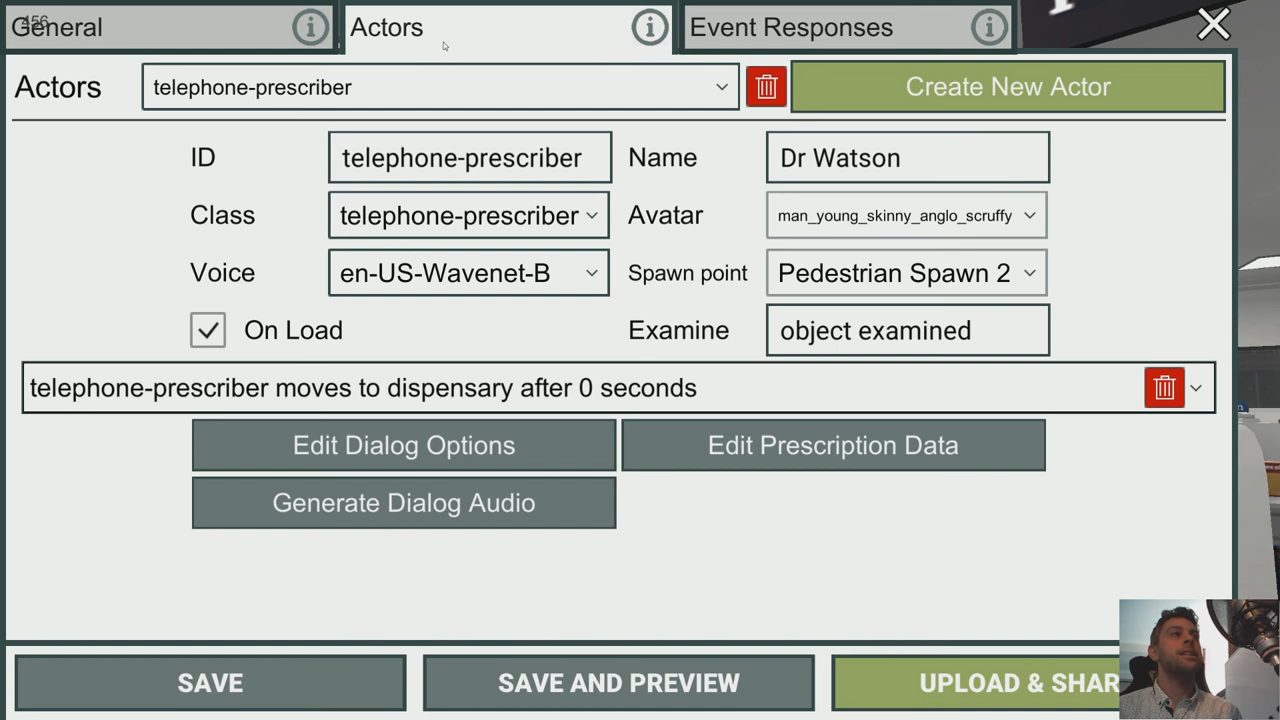 456
General
Actors
Event Responses
Actors
telephone-prescriber
Create New Actor
ID
telephone-prescriber
Name
Dr Watson
Class
telephone-prescriber
Avatar
man_young_skinny_anglo_scruffy
Voice
en-US-Wavenet-B
Spawn point
Pedestrian Spawn 2
On Load
Examine
object examined
telephone-prescriber moves to dispensary after 0 seconds
Edit Dialog Options
Edit Prescription Data
Generate Dialog Audio
SAVE
SAVE AND PREVIEW
UPLOAD & SHAR